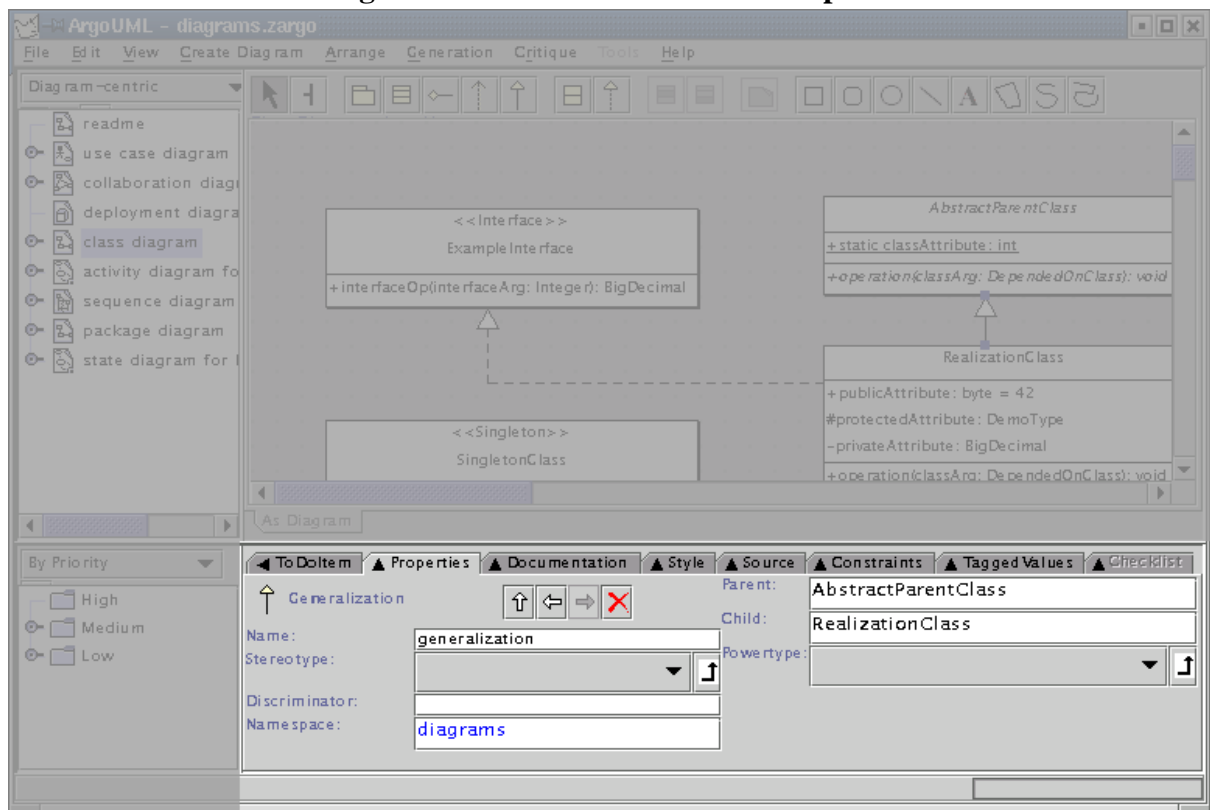 ArgoUML - diagrams.zargo
File Edit View Create Diagram Arrange Generation Critique Tools Help
Diagram-centric
readme
use case diagram
collaboration diagr
deployment diagra
class diagram
activity diagram fo
sequence diagram
package diagram
state diagram for l
<<Interface>>
ExampleInterface
+interfaceOp(interfaceArg: Integer): BigDecimal
AbstractParentClass
+static classAttribute: int
+operation(classArg: DependedOnClass): void
RealizationClass
+publicAttribute: byte = 42
#protectedAttribute: DemoType
-privateAttribute: BigDecimal
+operation(classArg: DependedOnClass): void
<<Singleton>>
SingletonClass
As Diagram
By Priority
High
Medium
Low
ToDoItem Properties Documentation Style Source Constraints Tagged Values Checklist
Generalization
Name: generalization
Stereotype:
Discriminator:
Namespace: diagrams
Parent: AbstractParentClass
Child: RealizationClass
Powertype: